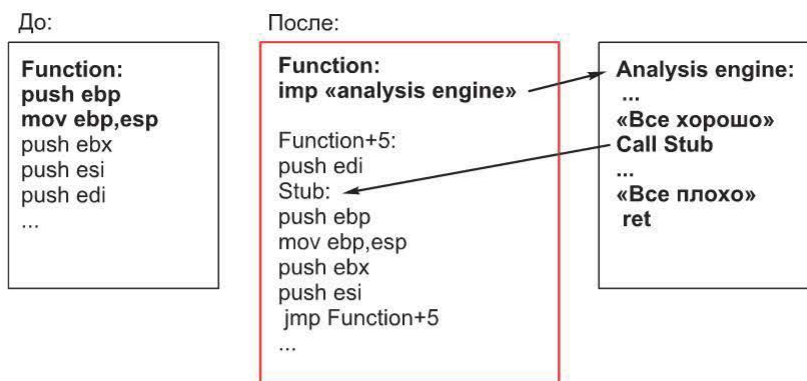 До:
Function:
push ebp
mov ebp,esp
push ebx
push esi
push edi
...
После:
Function:
imp «analysis engine»
Function+5:
push edi
Stub:
push ebp
mov ebp,esp
push ebx
push esi
jmp Function+5
...
Analysis engine:
...
«Все хорошо»
Call Stub
...
«Все плохо»
ret